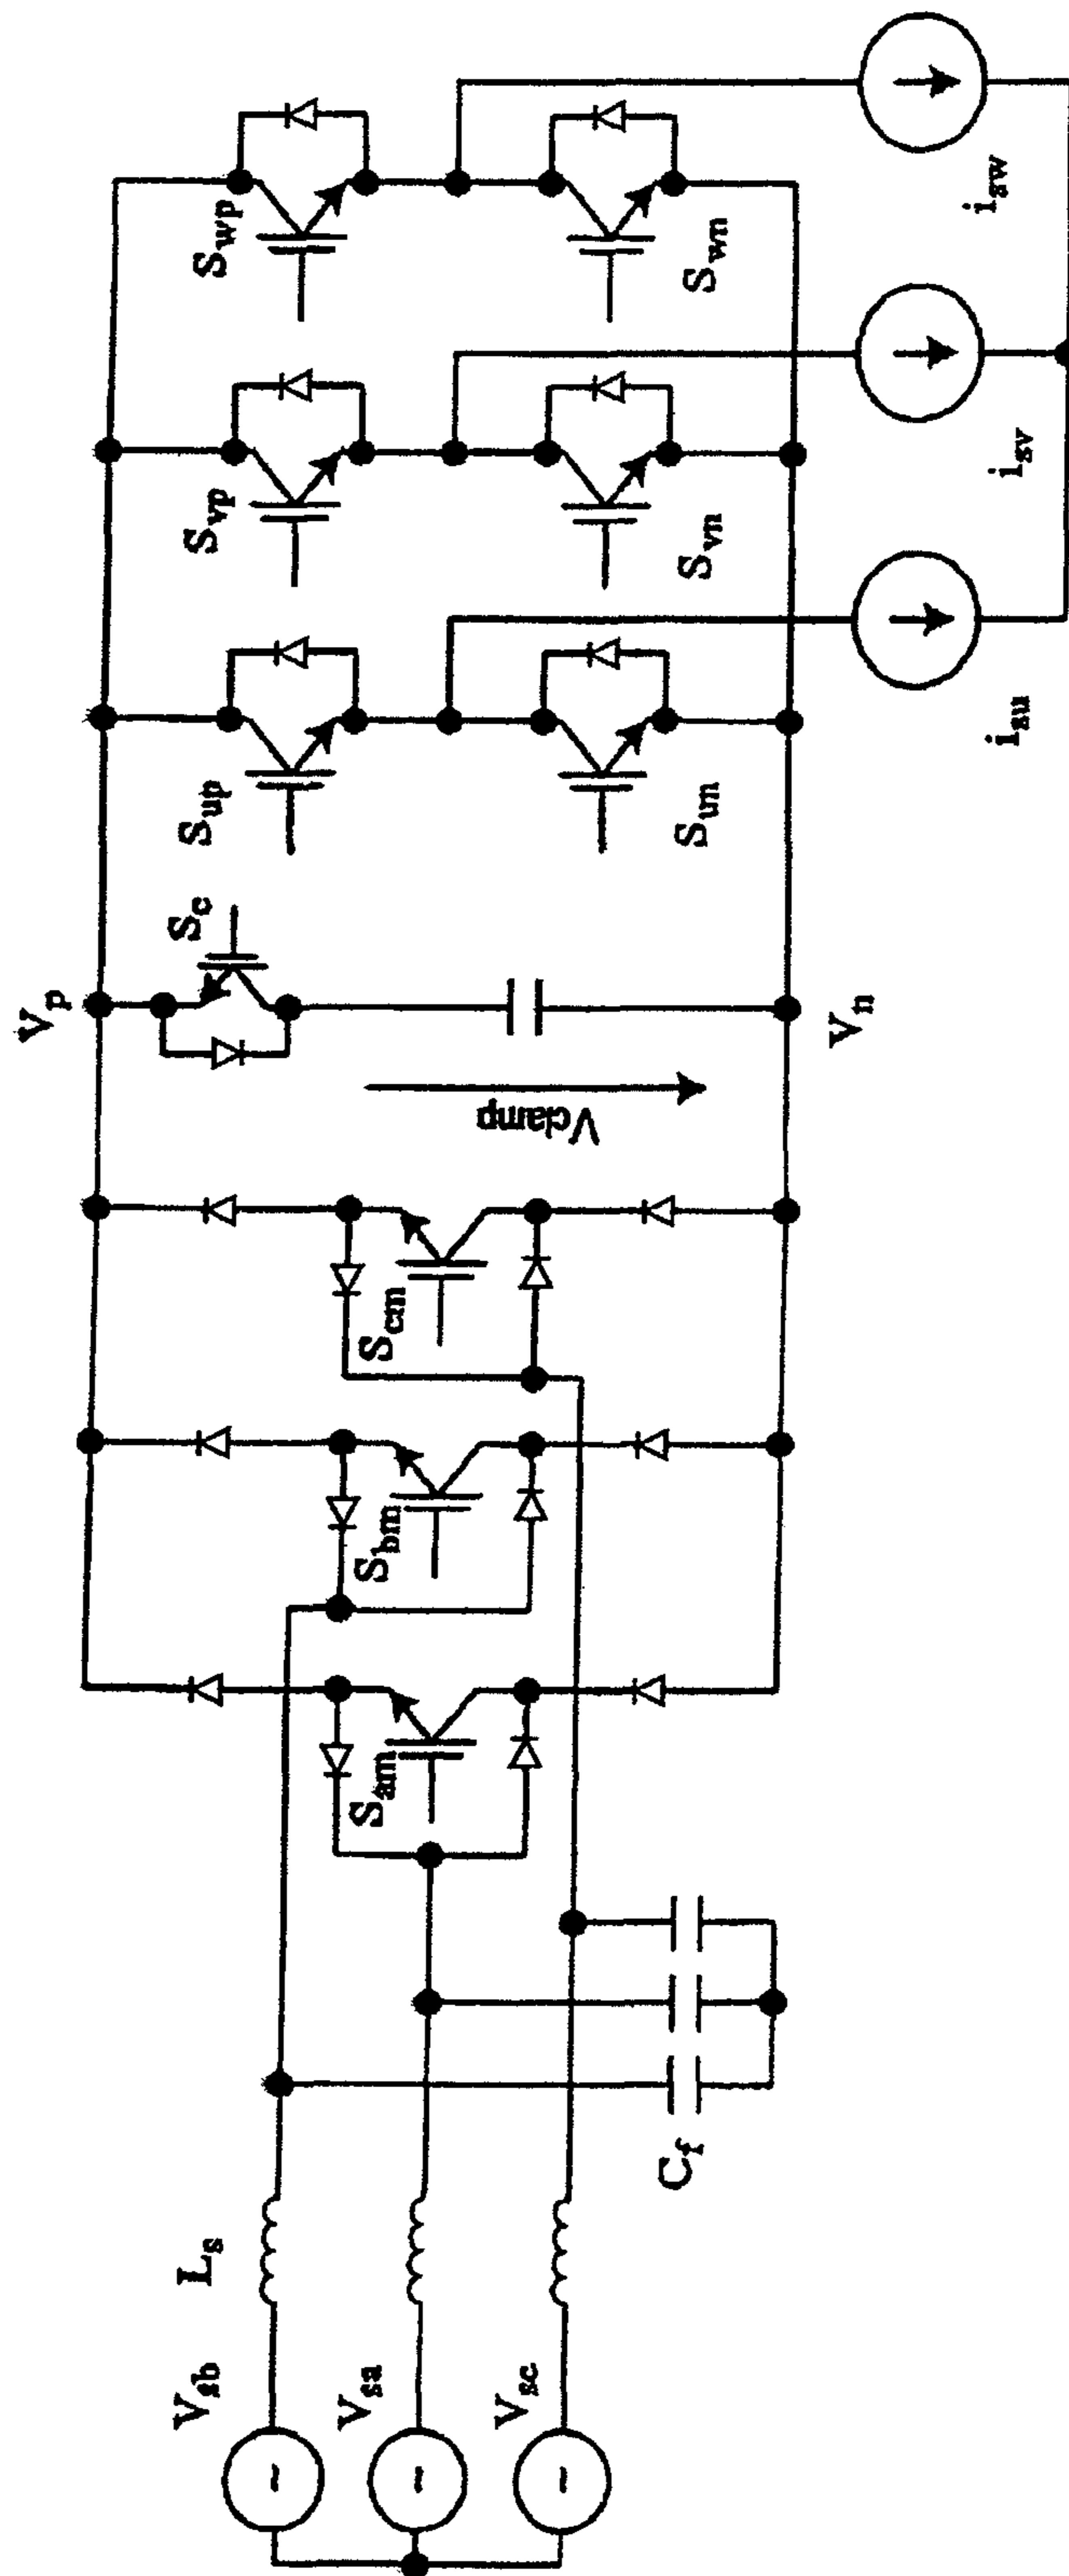 V_sb
L_s
V_sa
V_sc
C_f
S_am
S_bm
S_cm
V_clamp
V_p
V_n
S_c
S_up
S_un
S_vp
S_vn
S_wp
S_wn
i_su
i_sv
i_sw
~
~
~